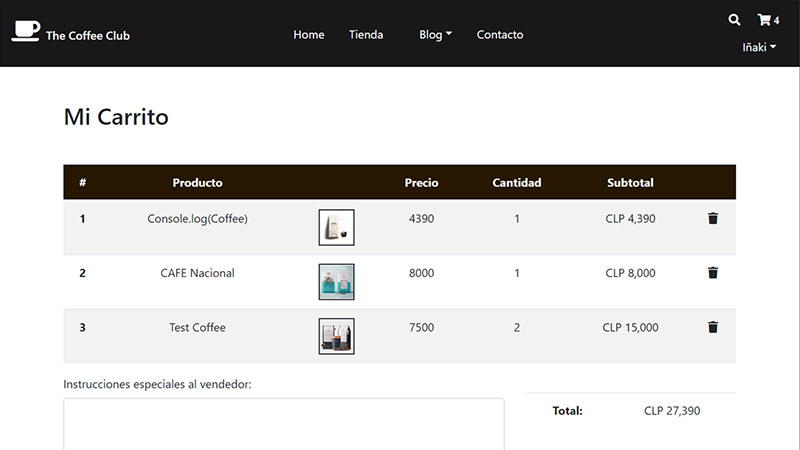 The Coffee Club
Home Tienda Blog Contacto
4
Iñaki
Mi Carrito
# Producto Precio Cantidad Subtotal
1 Console.log(Coffee) 4390 1 CLP 4,390
2 CAFE Nacional 8000 1 CLP 8,000
3 Test Coffee 7500 2 CLP 15,000
Instrucciones especiales al vendedor:
Total: CLP 27,390